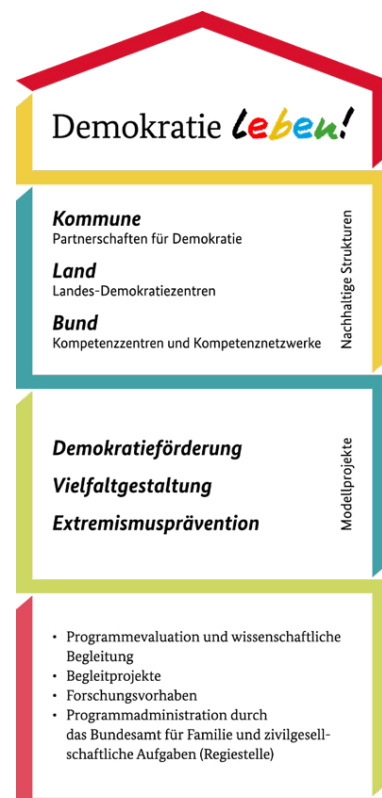 Demokratie Leben!
Kommune
Partnerschaften für Demokratie
Land
Landes-Demokratiezentren
Bund
Kompetenzzentren und Kompetenznetzwerke
Nachhaltige Strukturen
Demokratieförderung
Vielfaltgestaltung
Extremismusprävention
Modellprojekte
• Programmevaluation und wissenschaftliche
Begleitung
• Begleitprojekte
• Forschungsvorhaben
• Programmadministration durch
das Bundesamt für Familie und zivilgesell-
schaftliche Aufgaben (Regiestelle)